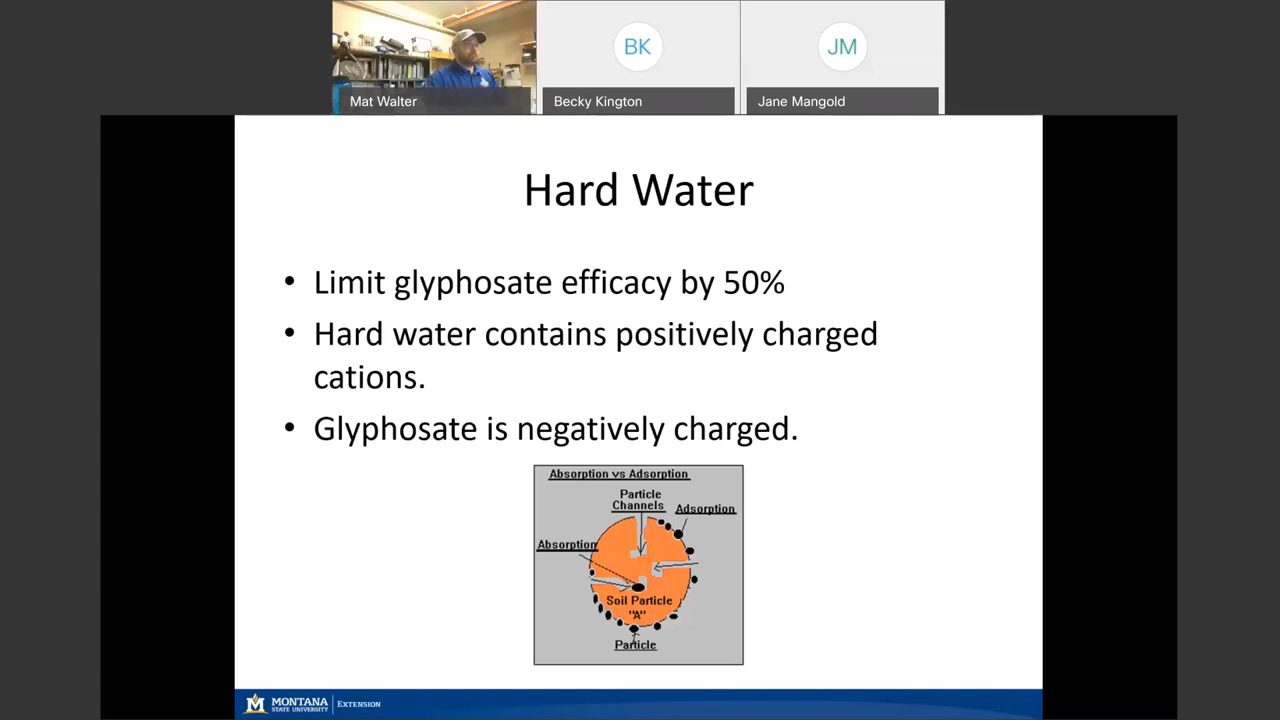 BK
JM
Mat Walter
Becky Kington
Jane Mangold
Hard Water
• Limit glyphosate efficacy by 50%
• Hard water contains positively charged
cations.
• Glyphosate is negatively charged.
Absorption vs Adsorption
Particle
Channels
Adsorption
Absorption
Soil Particle
"A"
Particle
M
MONTANA
STATE UNIVERSITY
EXTENSION